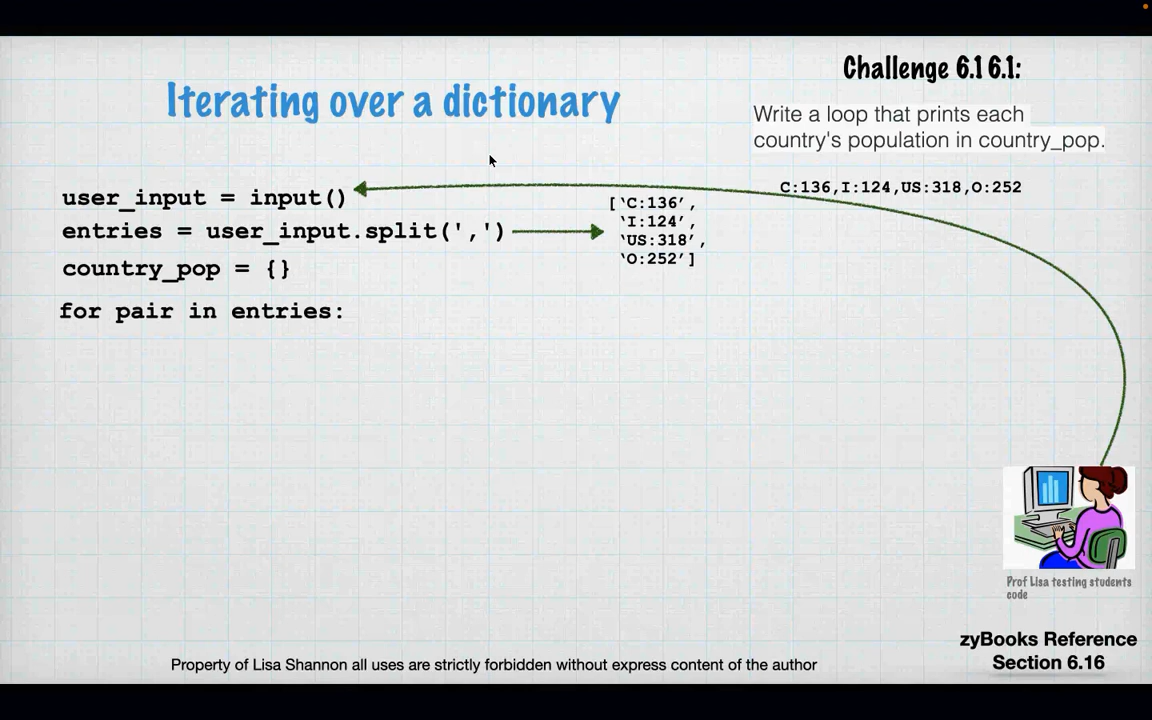 Challenge 6.16.1:
Iterating over a dictionary
Write a loop that prints each
country's population in country_pop.
C:136,I:124,US:318,O:252
user_input = input()
entries = user_input.split(',')
country_pop = {}
for pair in entries:
[‘C:136’,
‘I:124’,
‘US:318’,
‘O:252’]
Prof Lisa testing students
code
zyBooks Reference
Section 6.16
Property of Lisa Shannon all uses are strictly forbidden without express content of the author